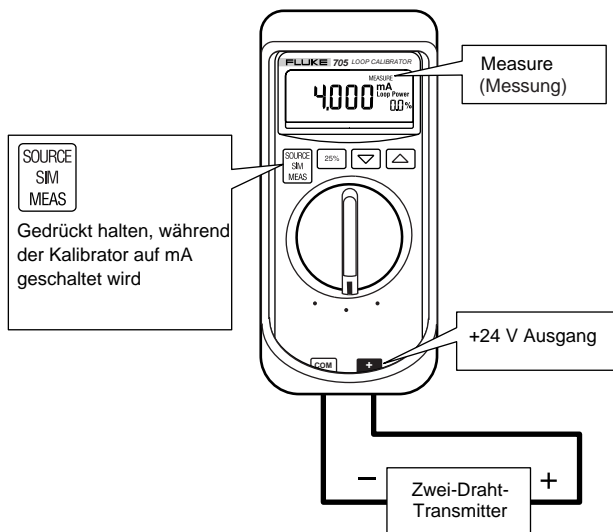 FLUKE 705 LOOP CALIBRATOR
MEASURE
4,000 mA
Loop Power
0.0 %
SOURCE
SIM
MEAS
25%
COM
+
Measure
(Messung)
SOURCE
SIM
MEAS
Gedrückt halten, während
der Kalibrator auf mA
geschaltet wird
+24 V Ausgang
−
+
Zwei-Draht-
Transmitter